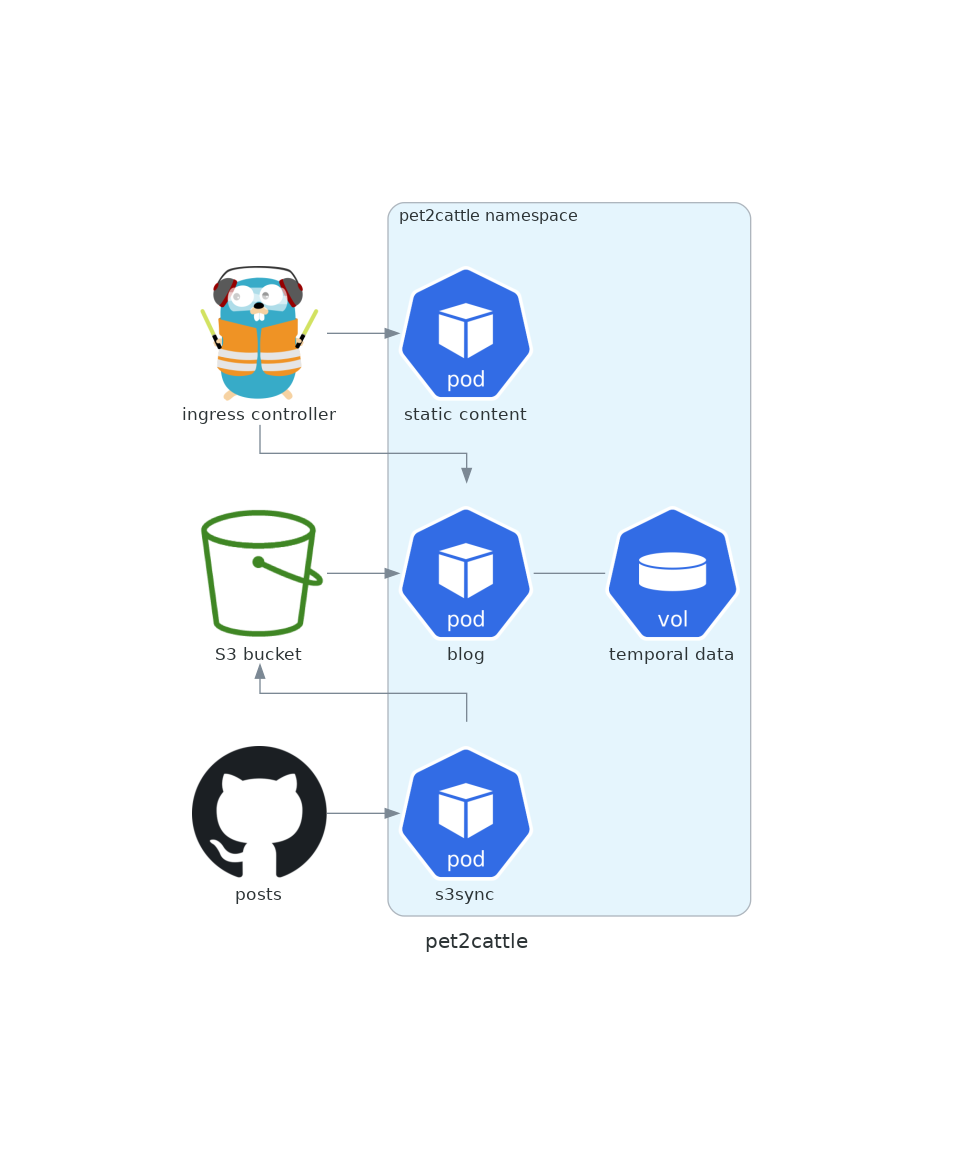 pet2cattle namespace
pod
ingress controller
static content
pod
vol
S3 bucket
blog
temporal data
pod
posts
s3sync
pet2cattle